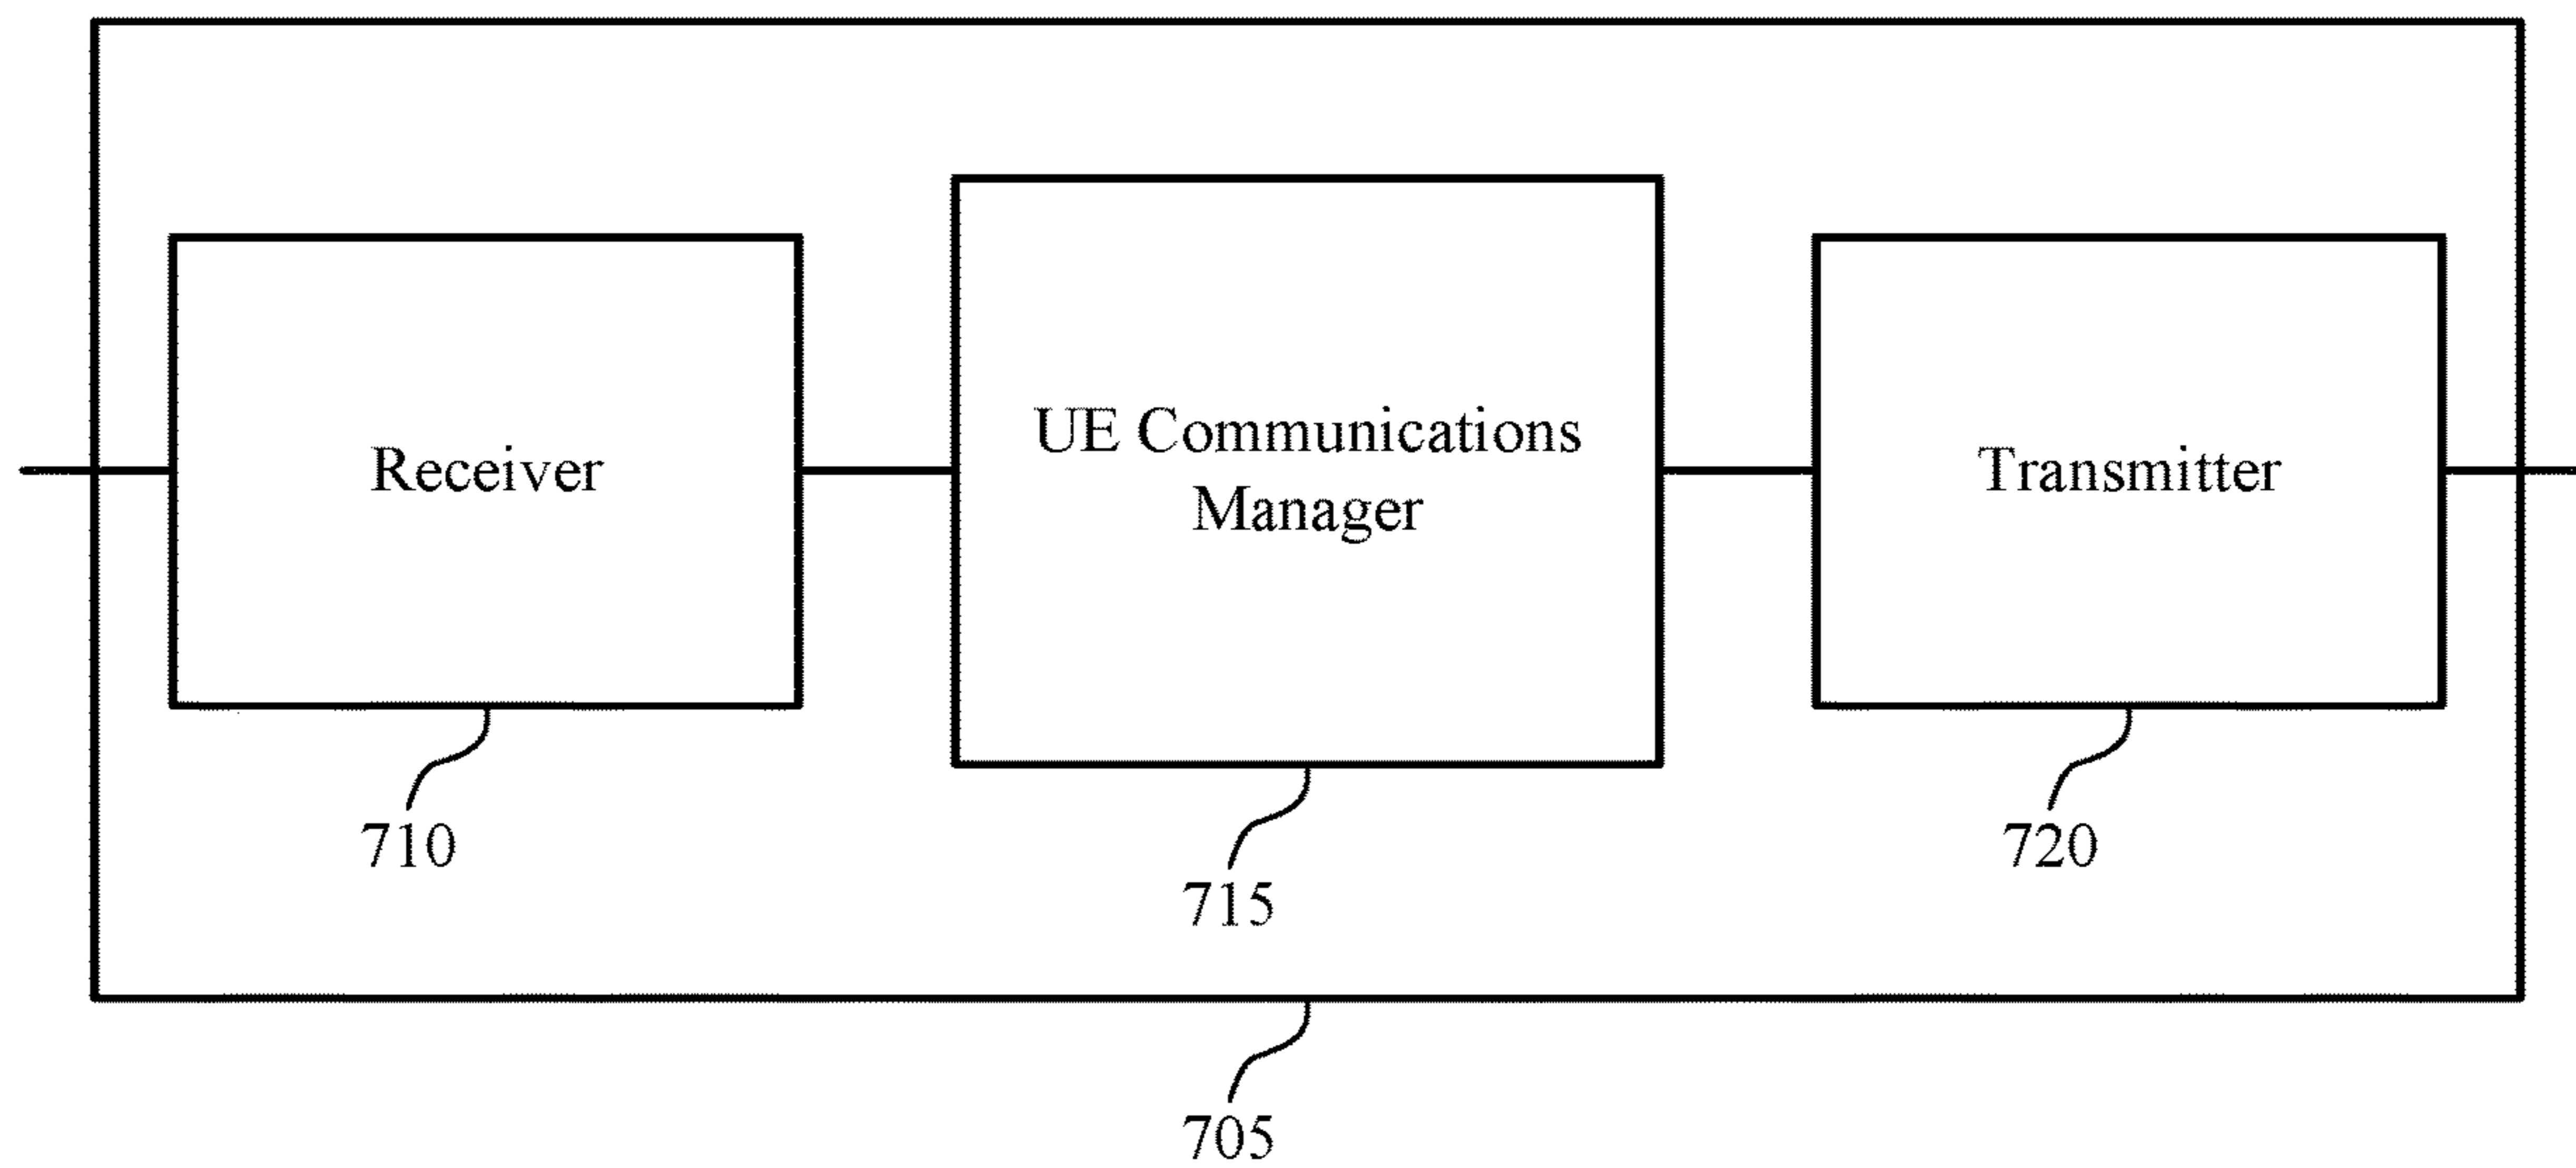 Receiver
UE Communications
Manager
Transmitter
710
715
720
705